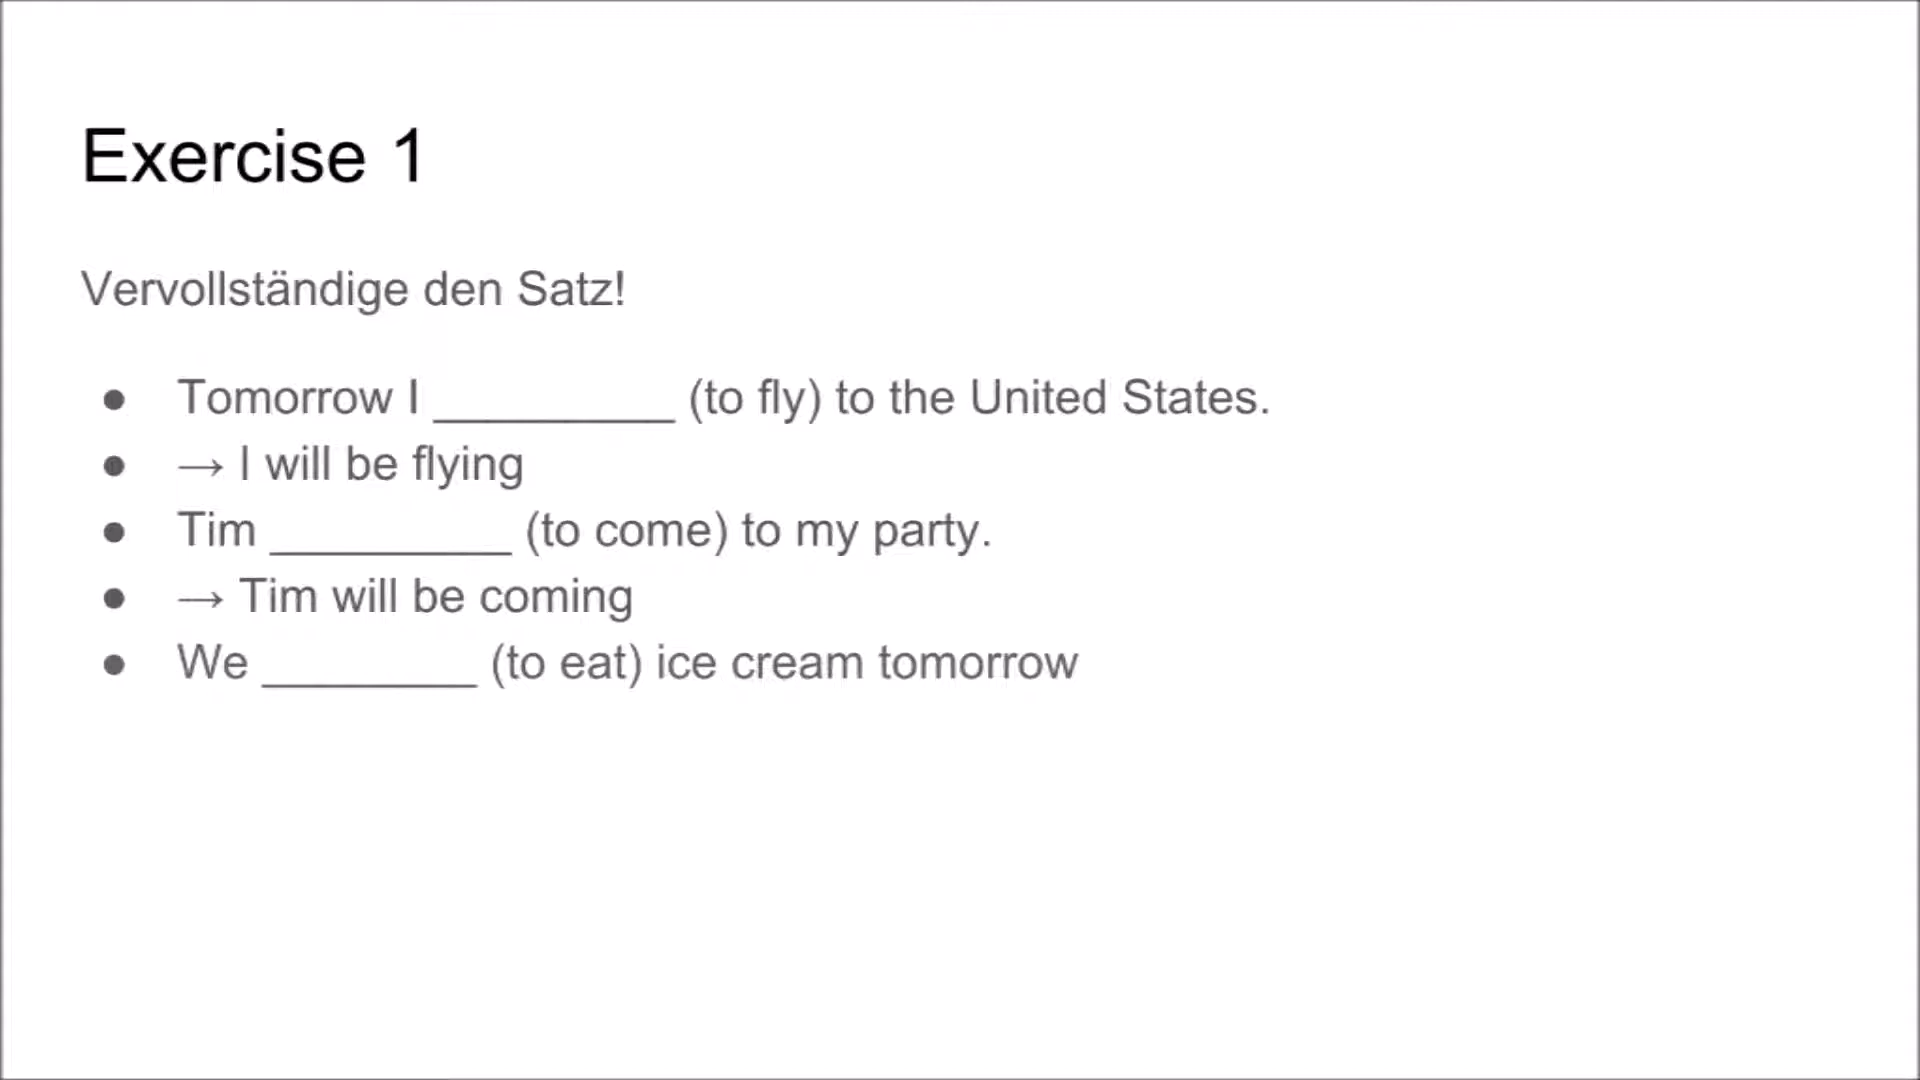 Exercise 1
Vervollständige den Satz!
● Tomorrow I __________ (to fly) to the United States.
● → I will be flying
● Tim __________ (to come) to my party.
● → Tim will be coming
● We _________ (to eat) ice cream tomorrow